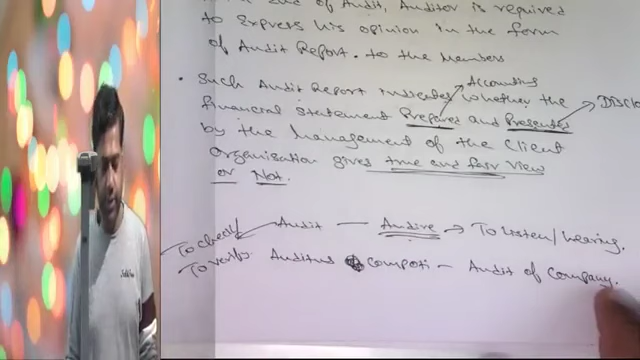 end of Audit, Auditor is required
to Express his opinion in the form
of Audit Report. to the Members
Accounting
• Such Audit Report indicates whether the
Financial Statement Prepared and Presented
by the Management of the Client
Organisation gives true and fair View
or Not.
To check Audit — Audire → To Listen/hearing.
To verify Auditus compoti — Audit of Company.